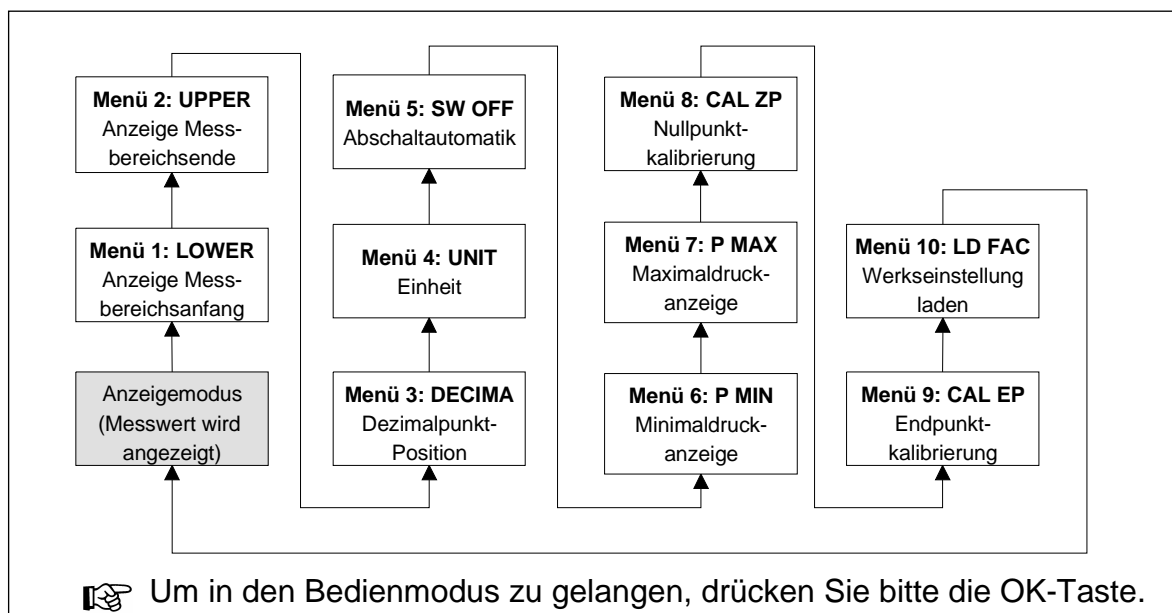 Menü 2: UPPER
Anzeige Mess-
bereichsende
Menü 1: LOWER
Anzeige Mess-
bereichsanfang
Anzeigemodus
(Messwert wird
angezeigt)
Menü 5: SW OFF
Abschaltautomatik
Menü 4: UNIT
Einheit
Menü 3: DECIMA
Dezimalpunkt-
Position
Menü 8: CAL ZP
Nullpunkt-
kalibrierung
Menü 7: P MAX
Maximaldruck-
anzeige
Menü 6: P MIN
Minimaldruck-
anzeige
Menü 10: LD FAC
Werkseinstellung
laden
Menü 9: CAL EP
Endpunkt-
kalibrierung
Um in den Bedienmodus zu gelangen, drücken Sie bitte die OK-Taste.